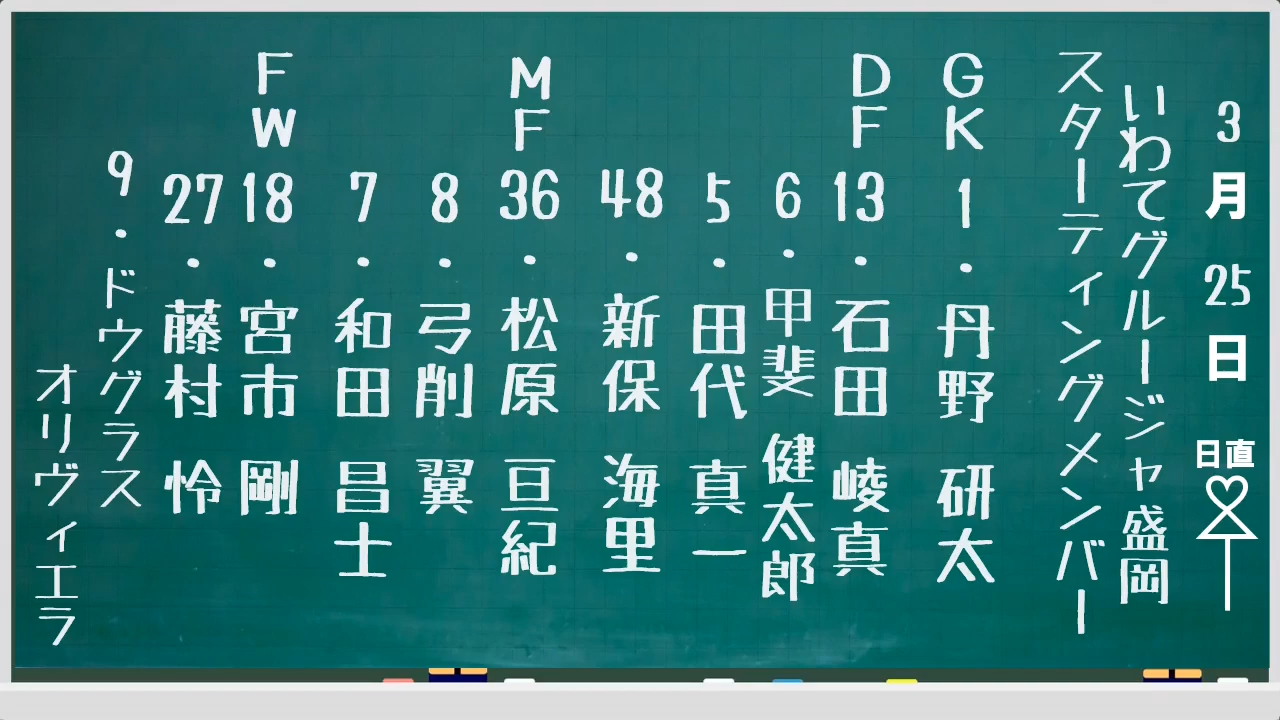 3月25日
日直
いわてグルージャ盛岡
スターティングメンバー
GK 1・丹野 研太
DF 13・石田 崚真
6・甲斐 健太郎
5・田代 真一
48・新保 海里
MF 36・松原 亘紀
8・弓削 翼
7・和田 昌士
FW 18・宮市 剛
27・藤村 怜
9・ドウグラス
オリヴィエラ